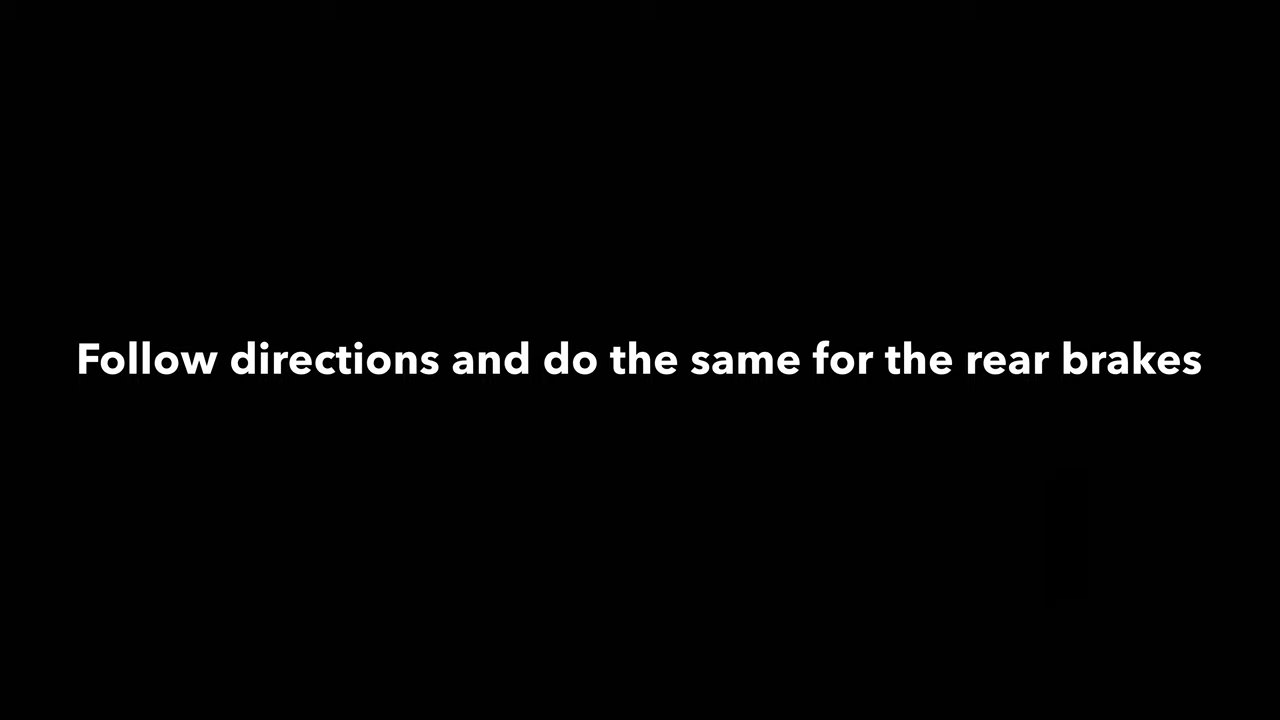 Follow directions and do the same for the rear brakes